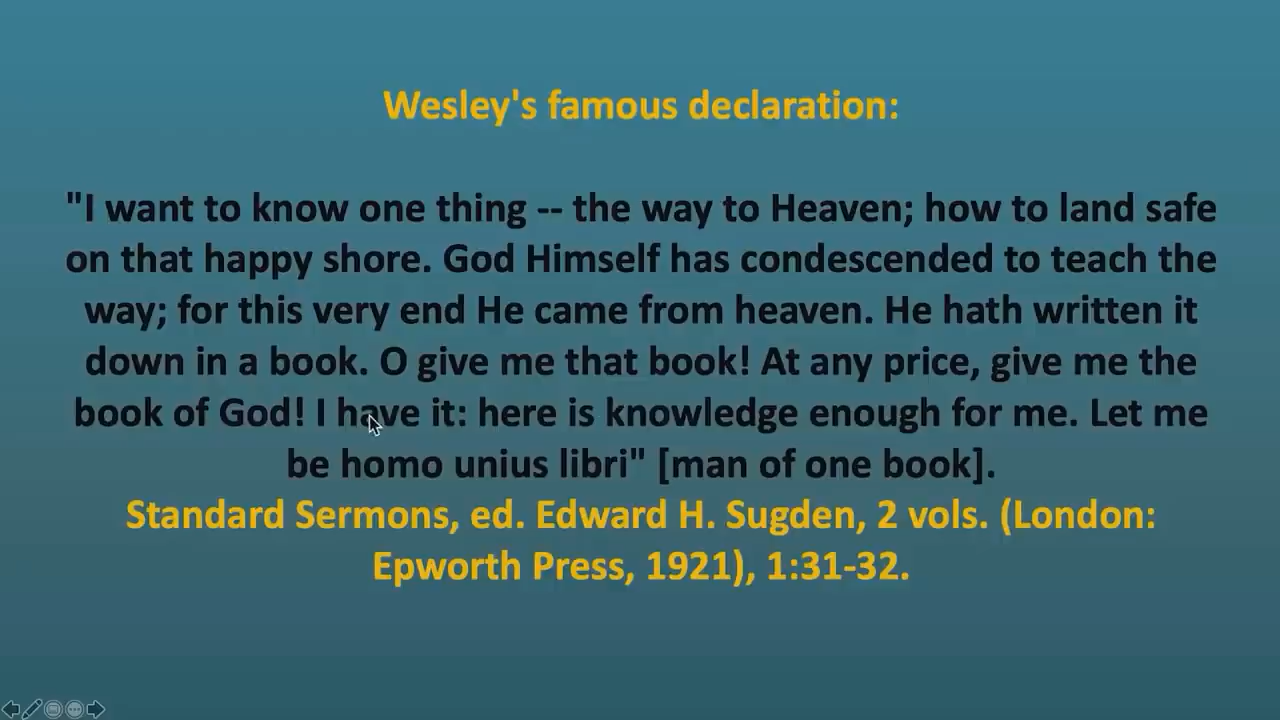 Wesley's famous declaration:
"I want to know one thing -- the way to Heaven; how to land safe
on that happy shore. God Himself has condescended to teach the
way; for this very end He came from heaven. He hath written it
down in a book. O give me that book! At any price, give me the
book of God! I have it: here is knowledge enough for me. Let me
be homo unius libri" [man of one book].
Standard Sermons, ed. Edward H. Sugden, 2 vols. (London:
Epworth Press, 1921), 1:31-32.